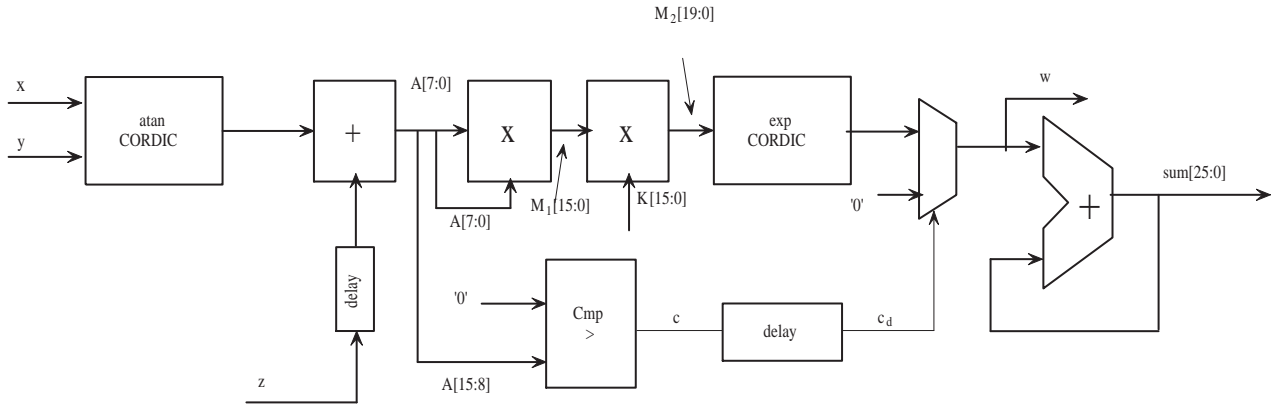 M2[19:0]
x
y
atan
CORDIC
+
A[7:0]
X
X
exp
CORDIC
w
A[7:0]
M1[15:0]
K[15:0]
'0'
+
sum[25:0]
delay
z
'0'
Cmp
>
c
delay
cd
A[15:8]